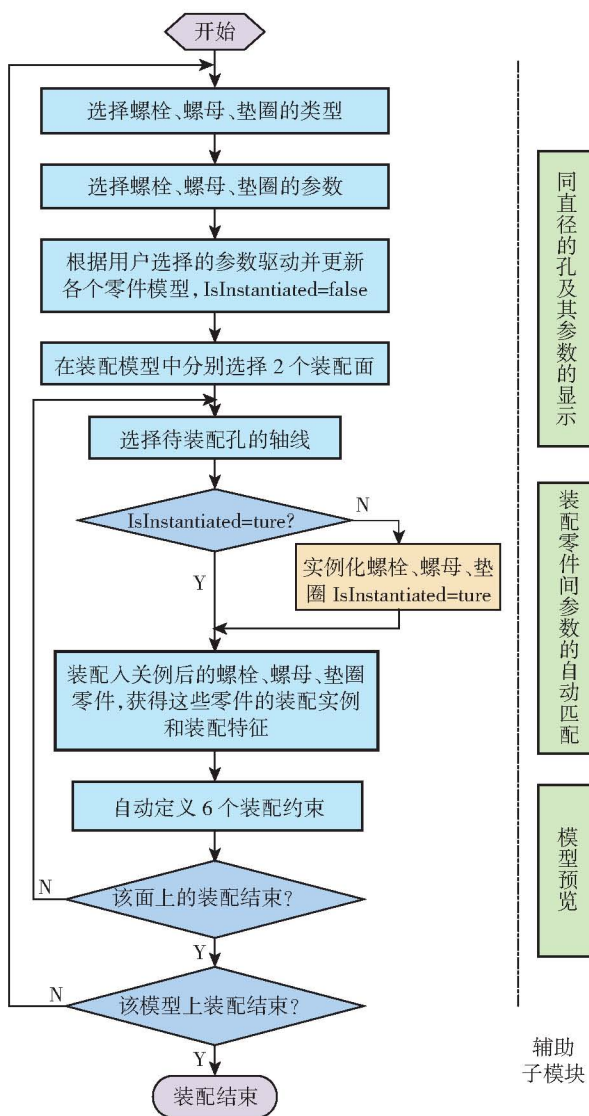 开始
选择螺栓、螺母、垫圈的类型
选择螺栓、螺母、垫圈的参数
根据用户选择的参数驱动并更新
各个零件模型，IsInstantiated=false
在装配模型中分别选择 2 个装配面
选择待装配孔的轴线
IsInstantiated=ture?
N
Y
实例化螺栓、螺母、垫
圈 IsInstantiated=ture
装配入关例后的螺栓、螺母、垫圈
零件，获得这些零件的装配实例
和装配特征
自动定义 6 个装配约束
该面上的装配结束?
N
Y
该模型上装配结束?
N
Y
装配结束
同直径的孔及其参数的显示
装配零件间参数的自动匹配
模型预览
辅助
子模块